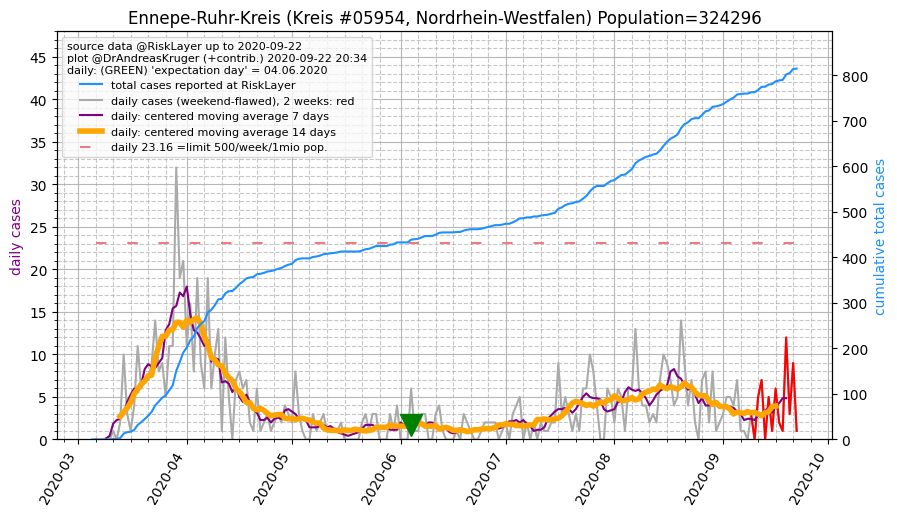 Ennepe-Ruhr-Kreis (Kreis #05954, Nordrhein-Westfalen) Population=324296
source data @RiskLayer up to 2020-09-22
plot @DrAndreasKruger (+contrib.) 2020-09-22 20:34
daily: (GREEN) 'expectation day' = 04.06.2020
total cases reported at RiskLayer
daily cases (weekend-flawed), 2 weeks: red
daily: centered moving average 7 days
daily: centered moving average 14 days
daily 23.16 =limit 500/week/1mio pop.
daily cases
45
40
35
30
25
20
15
10
5
0
cumulative total cases
800
700
600
500
400
300
200
100
0
2020-03
2020-04
2020-05
2020-06
2020-07
2020-08
2020-09
2020-10